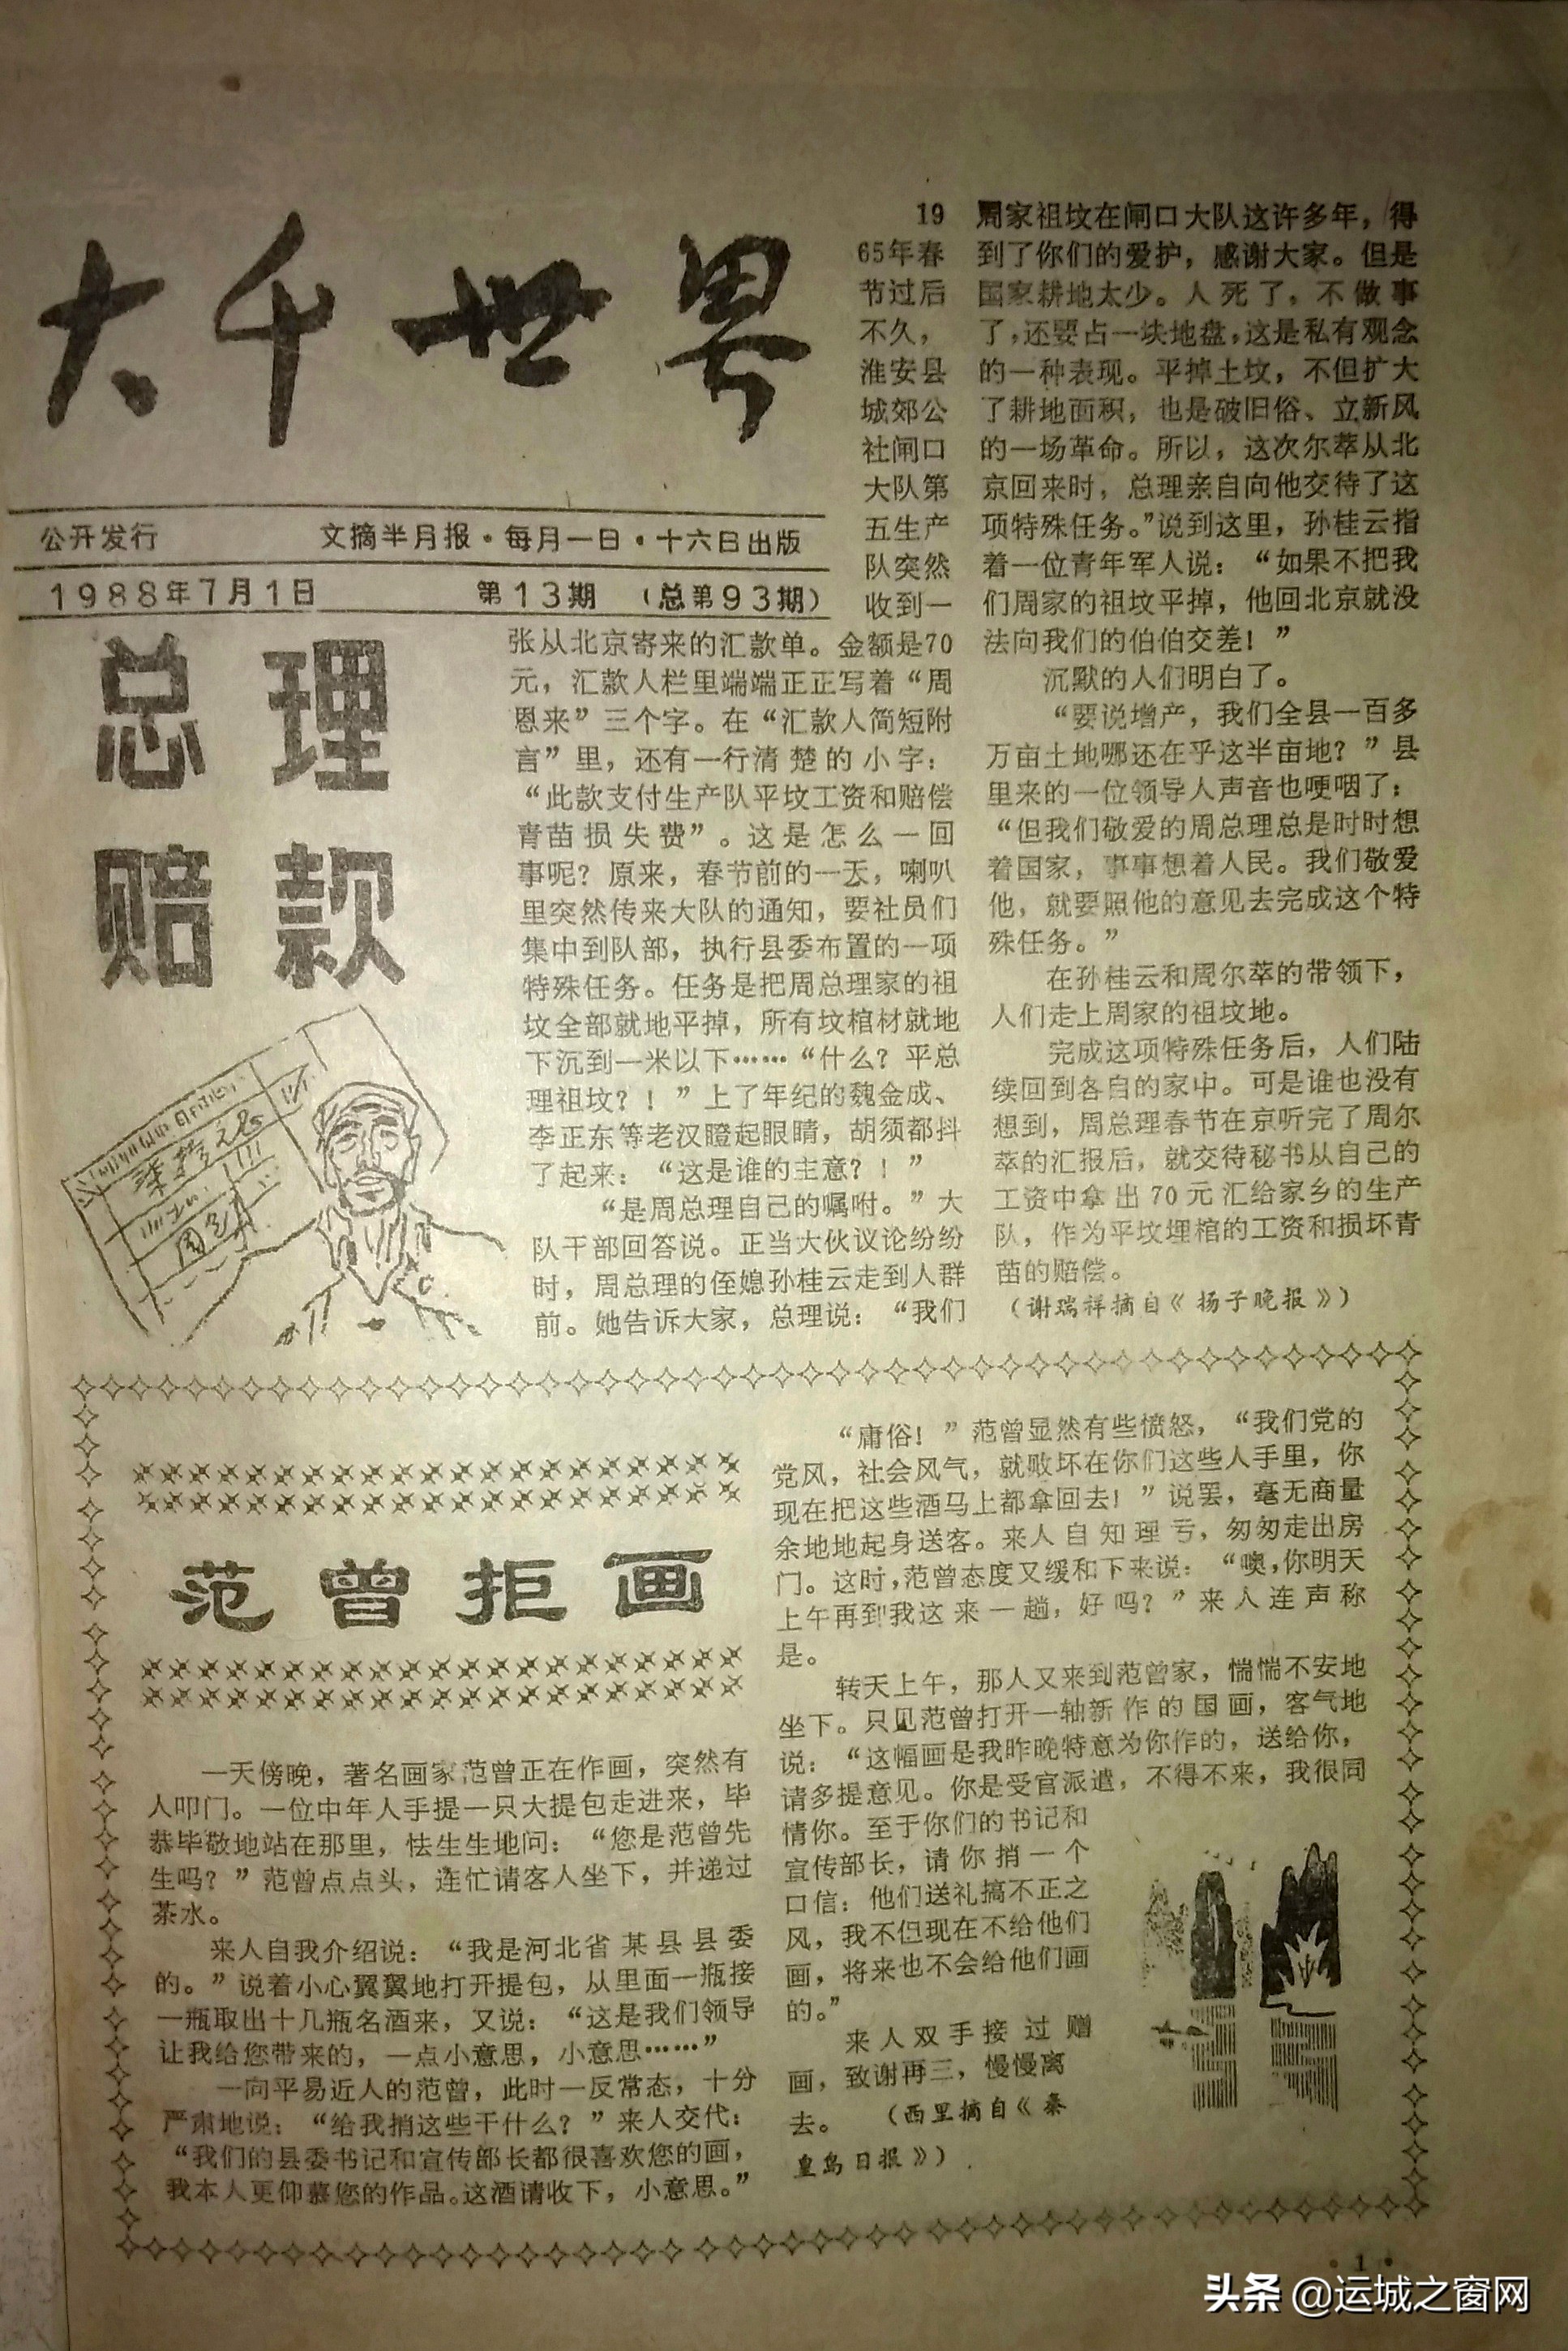 大千世界
公开发行 文摘半月报·每月一日·十六日出版
1988年7月1日 第13期 （总第93期）
总理
赔款
19
65年春
节过后
不久，
淮安县
城郊公
社闸口
大队第
五生产
队突然
收到一
张从北京寄来的汇款单。金额是70
元，汇款人栏里端端正正写着“周
恩来”三个字。在“汇款人简短附
言”里，还有一行清楚的小字：
“此款支付生产队平坟工资和赔偿
青苗损失费”。这是怎么一回
事呢？原来，春节前的一天，喇叭
里突然传来大队的通知，要社员们
集中到队部，执行县委布置的一项
特殊任务。任务是把周总理家的祖
坟全部就地平掉，所有坟棺材就地
下沉到一米以下……“什么？平总
理祖坟？！”上了年纪的魏金成、
李正东等老汉瞪起眼睛，胡须都抖
了起来：“这是谁的主意？！”
“是周总理自己的嘱咐。”大
队干部回答说。正当大伙议论纷纷
时，周总理的侄媳孙桂云走到人群
前。她告诉大家，总理说：“我们
周家祖坟在闸口大队这许多年，得
到了你们的爱护，感谢大家。但是
国家耕地太少。人死了，不做事
了，还要占一块地盘，这是私有观念
的一种表现。平掉土坟，不但扩大
了耕地面积，也是破旧俗、立新风
的一场革命。所以，这次尔萃从北
京回来时，总理亲自向他交待了这
项特殊任务。”说到这里，孙桂云指
着一位青年军人说：“如果不把我
们周家的祖坟平掉，他回北京就没
法向我们的伯伯交差！”
沉默的人们明白了。
“要说增产，我们全县一百多
万亩土地哪还在乎这半亩地？”县
里来的一位领导人声音也哽咽了：
“但我们敬爱的周总理总是时时想
着国家，事事想着人民。我们敬爱
他，就要照他的意见去完成这个特
殊任务。”
在孙桂云和周尔萃的带领下，
人们走上周家的祖坟地。
完成这项特殊任务后，人们陆
续回到各自的家中。可是谁也没有
想到，周总理春节在京听完了周尔
萃的汇报后，就交待秘书从自己的
工资中拿出70元汇给家乡的生产
队，作为平坟埋棺的工资和损坏青
苗的赔偿。
（谢瑞祥摘自《扬子晚报》）
范曾拒画
一天傍晚，著名画家范曾正在作画，突然有
人叩门。一位中年人手提一只大提包走进来，毕
恭毕敬地站在那里，怯生生地问：“您是范曾先
生吗？”范曾点点头，连忙请客人坐下，并递过
茶水。
来人自我介绍说：“我是河北省某县县委
的。”说着小心翼翼地打开提包，从里面一瓶接
一瓶取出十几瓶名酒来，又说：“这是我们领导
让我给您带来的，一点小意思，小意思……”
一向平易近人的范曾，此时一反常态，十分
严肃地说：“给我捎这些干什么？”来人交代：
“我们的县委书记和宣传部长都很喜欢您的画，
我本人更仰慕您的作品。这酒请收下，小意思。”
“庸俗！”范曾显然有些愤怒，“我们党的
党风，社会风气，就败坏在你们这些人手里，你
现在把这些酒马上都拿回去！”说罢，毫无商量
余地地起身送客。来人自知理亏，匆匆走出房
门。这时，范曾态度又缓和下来说：“噢，你明天
上午再到我这来一趟，好吗？”来人连声称
是。
转天上午，那人又来到范曾家，惴惴不安地
坐下。只见范曾打开一轴新作的国画，客气地
说：“这幅画是我昨晚特意为你作的，送给你，
请多提意见。你是受官派遣，不得不来，我很同
情你。至于你们的书记和
宣传部长，请你捎一个
口信：他们送礼搞不正之
风，我不但现在不给他们
画，将来也不会给他们画
的。”
来人双手接过赠
画，致谢再三，慢慢离
去。 （西里摘自《秦
皇岛日报》）
·1·
头条 @运城之窗网